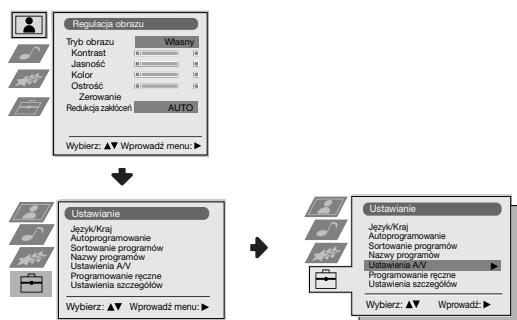 Regulacja obrazu
Tryb obrazu Własny
Kontrast
Jasność
Kolor
Ostrość
Zerowanie
Redukcja zakłóceń AUTO
Wybierz: ▲▼ Wprowadź menu: ▶
Ustawianie
Język/Kraj
Autoprogramowanie
Sortowanie programów
Nazwy programów
Ustawienia A/V
Programowanie ręczne
Ustawienia szczegółów
Wybierz: ▲▼ Wprowadź menu: ▶
Ustawianie
Język/Kraj
Autoprogramowanie
Sortowanie programów
Nazwy programów
Ustawienia A/V ▶
Programowanie ręczne
Ustawienia szczegółów
Wybierz: ▲▼ Wprowadź: ▶